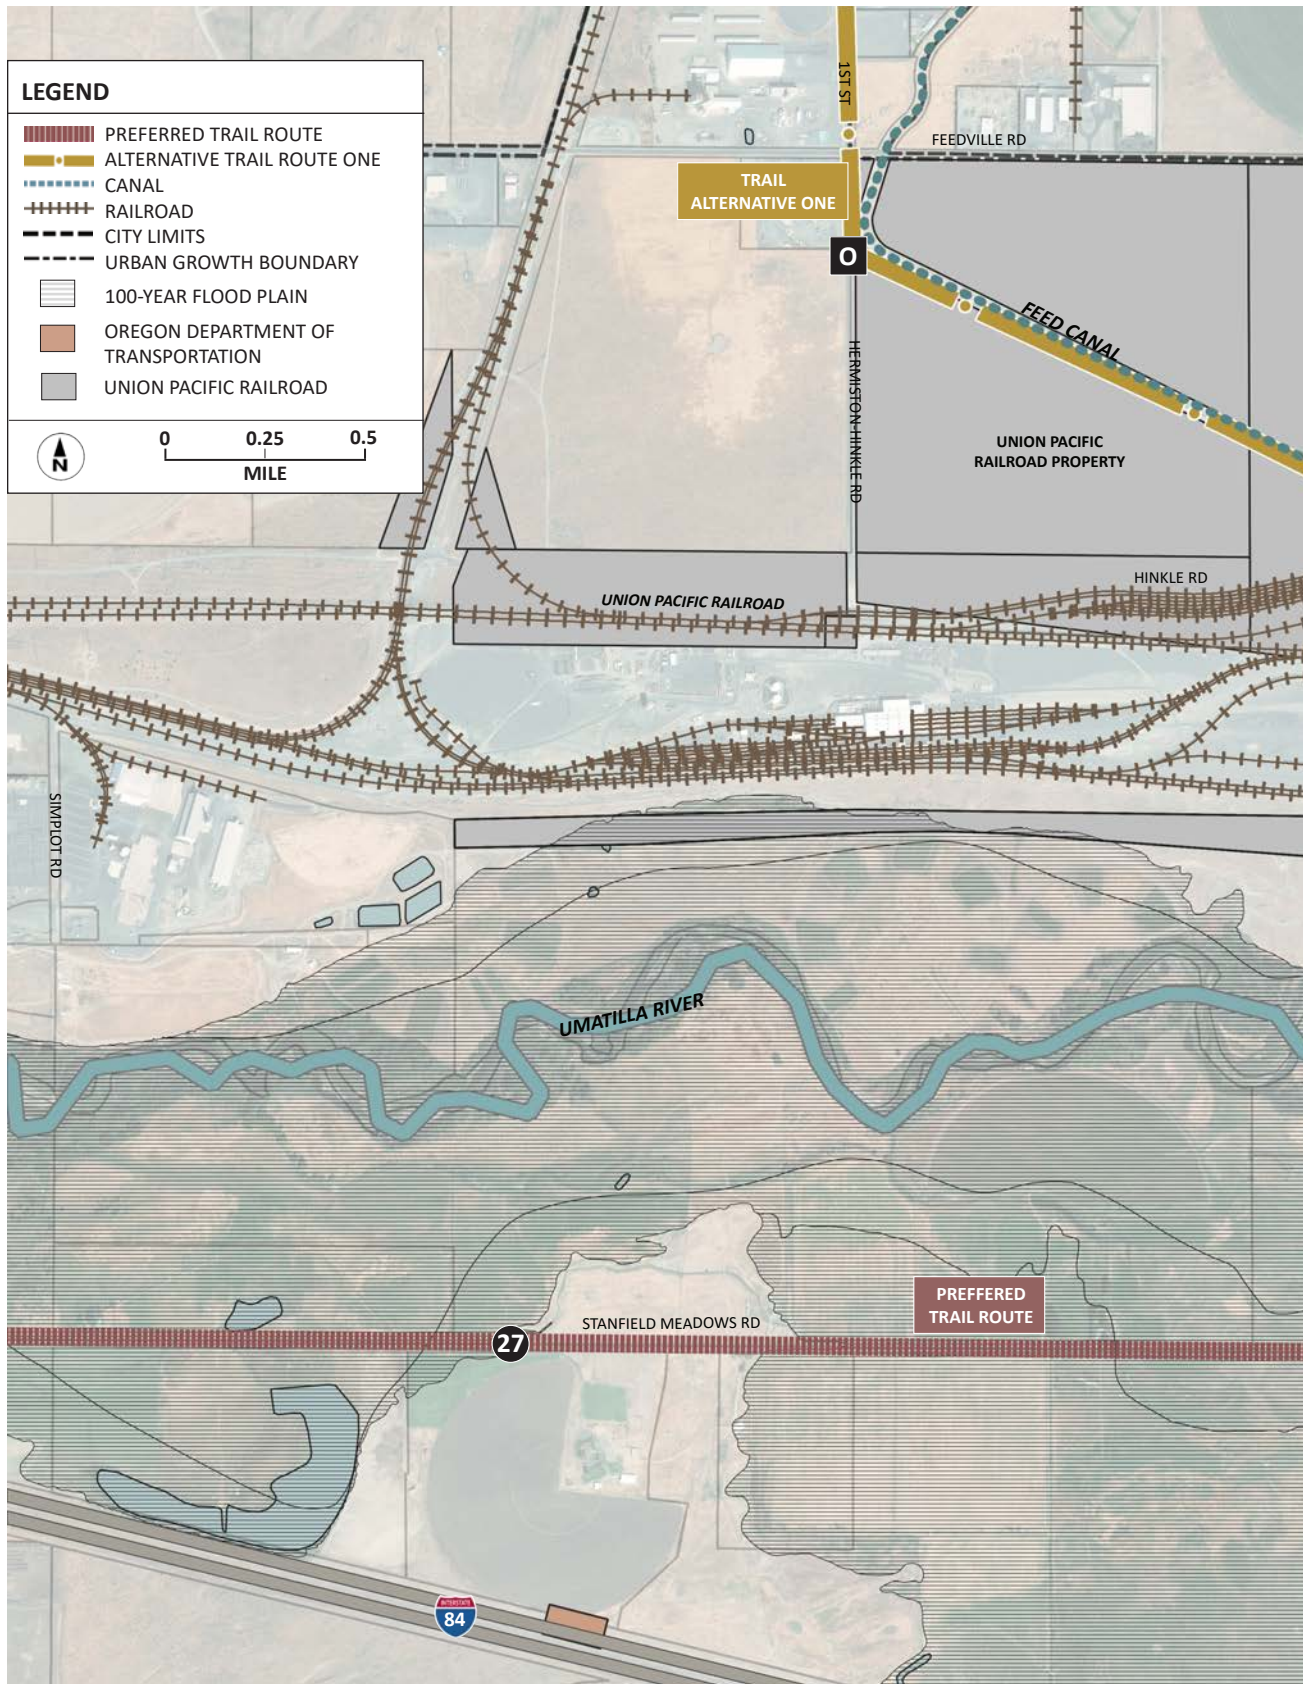 LEGEND
PREFERRED TRAIL ROUTE
ALTERNATIVE TRAIL ROUTE ONE
CANAL
RAILROAD
CITY LIMITS
URBAN GROWTH BOUNDARY
100-YEAR FLOOD PLAIN
OREGON DEPARTMENT OF
TRANSPORTATION
UNION PACIFIC RAILROAD
N
0 0.25 0.5
MILE
1ST ST
FEEDVILLE RD
TRAIL
ALTERNATIVE ONE
O
FEED CANAL
HERMISTON-HINKLE RD
UNION PACIFIC
RAILROAD PROPERTY
HINKLE RD
UNION PACIFIC RAILROAD
SIMPLOT RD
UMATILLA RIVER
PREFFERED
TRAIL ROUTE
STANFIELD MEADOWS RD
27
INTERSTATE
84